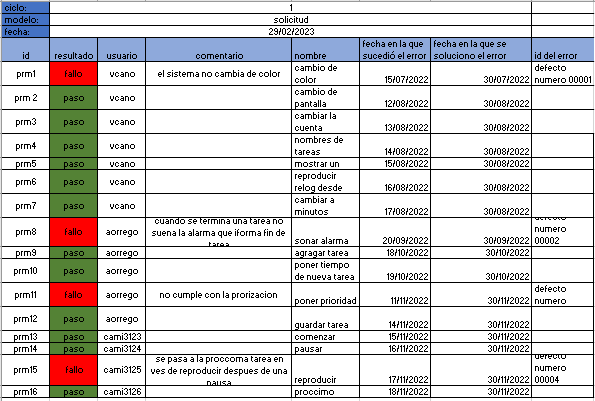 ciclo: 1
modelo: solicitud
fecha: 29/02/2023
id resultado usuario comentario nombre fecha en la que sucedió el error fecha en la que se soluciono el error id del error
prm1 fallo vcano el sistema no cambia de color cambio de color 15/07/2022 30/07/2022 defecto numero 00001
prm 2 paso vcano cambio de pantalla 12/08/2022 30/08/2022
prm3 paso vcano cambiar la cuenta 13/08/2022 30/08/2022
prm4 paso vcano nombres de tareas 14/08/2022 30/08/2022
prm5 paso vcano mostrar un 15/08/2022 30/08/2022
prm6 paso vcano reproducir relog desde 16/08/2022 30/08/2022
prm7 paso vcano cambiar a minutos 17/08/2022 30/08/2022
prm8 fallo aorrego cuando se termina una tarea no suena la alarma que iforma fin de tarea sonar alarma 20/09/2022 30/09/2022 defecto numero 00002
prm9 paso aorrego agragar tarea 18/10/2022 30/10/2022
prm10 paso aorrego poner tiempo de nueva tarea 19/10/2022 30/10/2022
prm11 fallo aorrego no cumple con la prorizacion poner prioridad 11/11/2022 30/11/2022 defecto numero
prm12 paso aorrego guardar tarea 14/11/2022 30/11/2022
prm13 paso cami3123 comenzar 15/11/2022 30/11/2022
prm14 paso cami3124 pausar 16/11/2022 30/11/2022
prm15 fallo cami3125 se pasa a la proccoma tarea en ves de reproducir despues de una pausa reproducir 17/11/2022 30/11/2022 defecto numero 00004
prm16 paso cami3126 proccimo 18/11/2022 30/11/2022